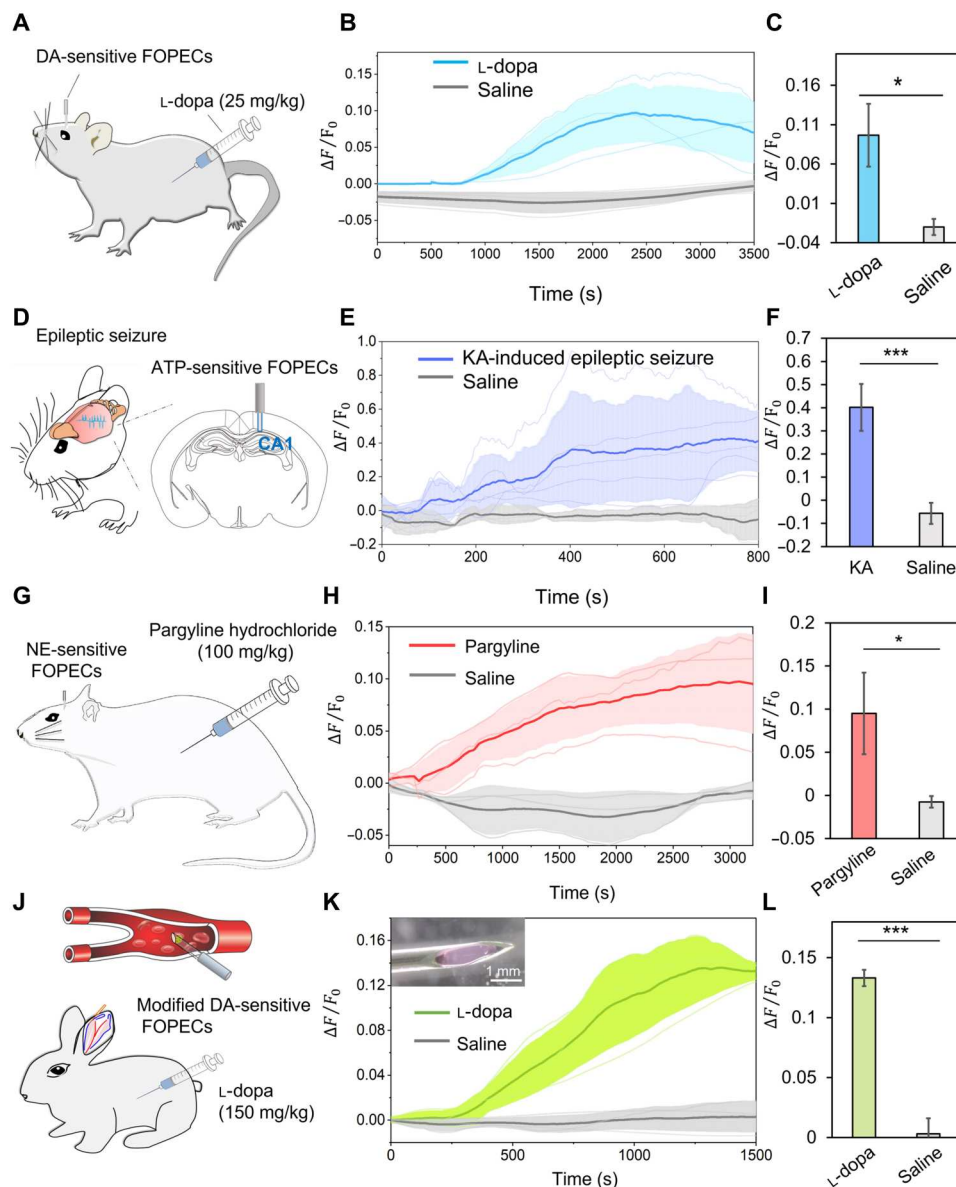 A
DA-sensitive FOPECs
L-dopa (25 mg/kg)
B
L-dopa
Saline
ΔF/F0
0.15
0.10
0.05
0.00
−0.05
0 500 1000 1500 2000 2500 3000 3500
Time (s)
C
*
ΔF/F0
0.16
0.11
0.06
0.01
−0.04
L-dopa
Saline
D
Epileptic seizure
ATP-sensitive FOPECs
CA1
E
KA-induced epileptic seizure
Saline
ΔF/F0
1.0
0.8
0.6
0.4
0.2
0.0
−0.2
0 200 400 600 800
Time (s)
F
***
ΔF/F0
0.7
0.6
0.5
0.4
0.3
0.2
0.1
0
−0.1
−0.2
KA Saline
G
NE-sensitive
FOPECs
Pargyline hydrochloride
(100 mg/kg)
H
Pargyline
Saline
ΔF/F0
0.15
0.10
0.05
0.00
−0.05
0 500 1000 1500 2000 2500 3000
Time (s)
I
*
ΔF/F0
0.2
0.15
0.1
0.05
0
−0.05
Pargyline
Saline
J
Modified DA-sensitive
FOPECs
L-dopa
(150 mg/kg)
K
1 mm
L-dopa
Saline
ΔF/F0
0.16
0.12
0.08
0.04
0.00
0 500 1000 1500
Time (s)
L
***
ΔF/F0
0.15
0.1
0.05
0
L-dopa
Saline